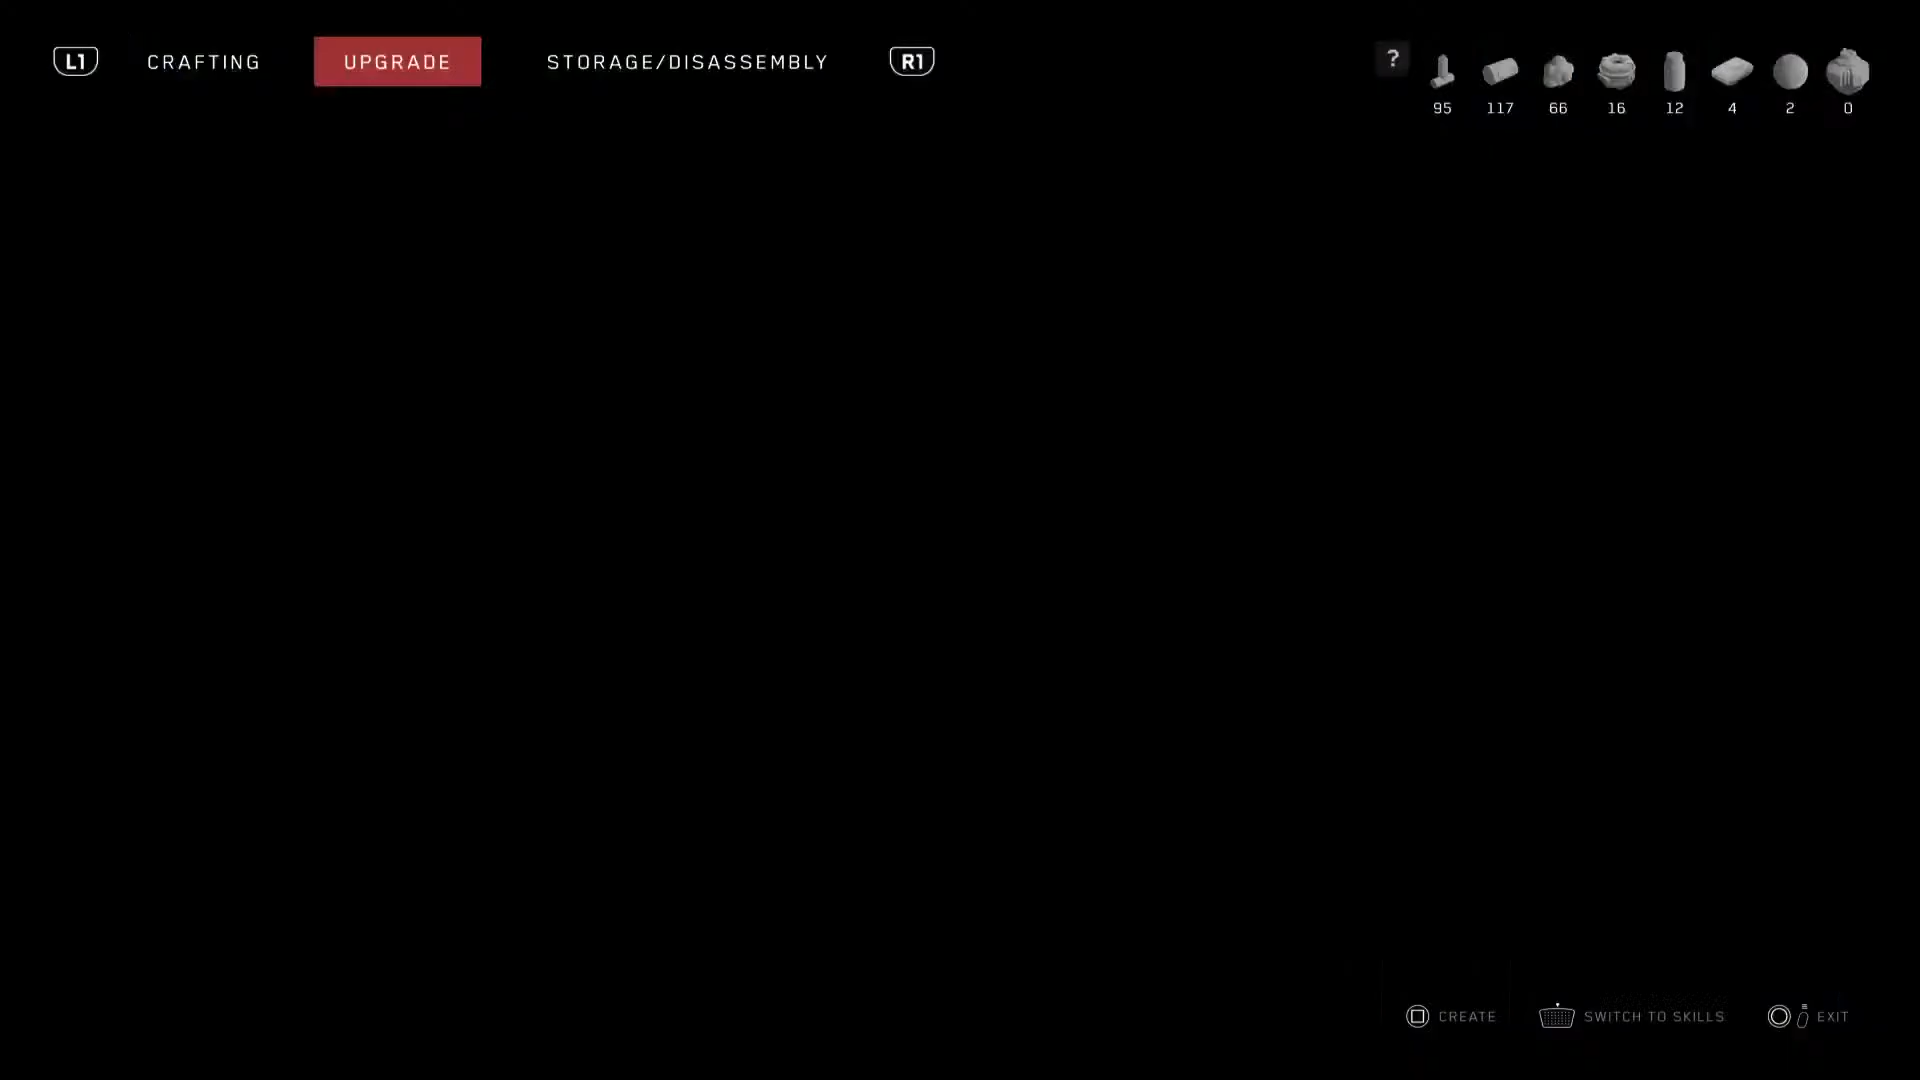 L1 CRAFTING UPGRADE STORAGE/DISASSEMBLY R1 ?
95 117 66 16 12 4 2 0
CREATE SWITCH TO SKILLS EXIT